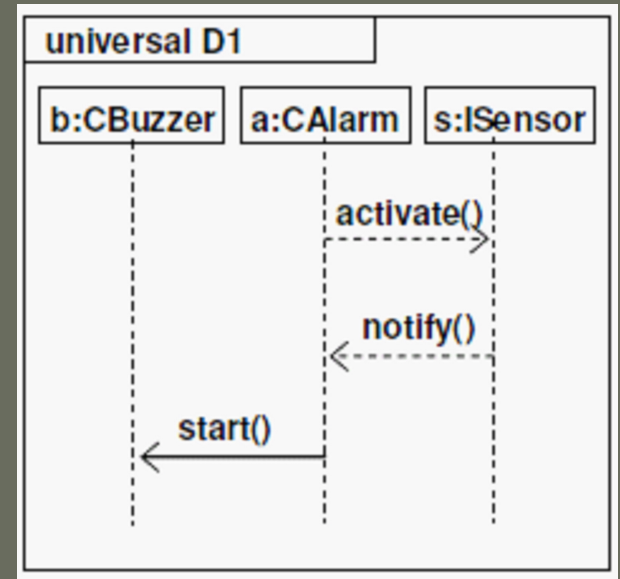 universal D1
b:CBuzzer a:CAlarm s:ISensor
activate()
notify()
start()